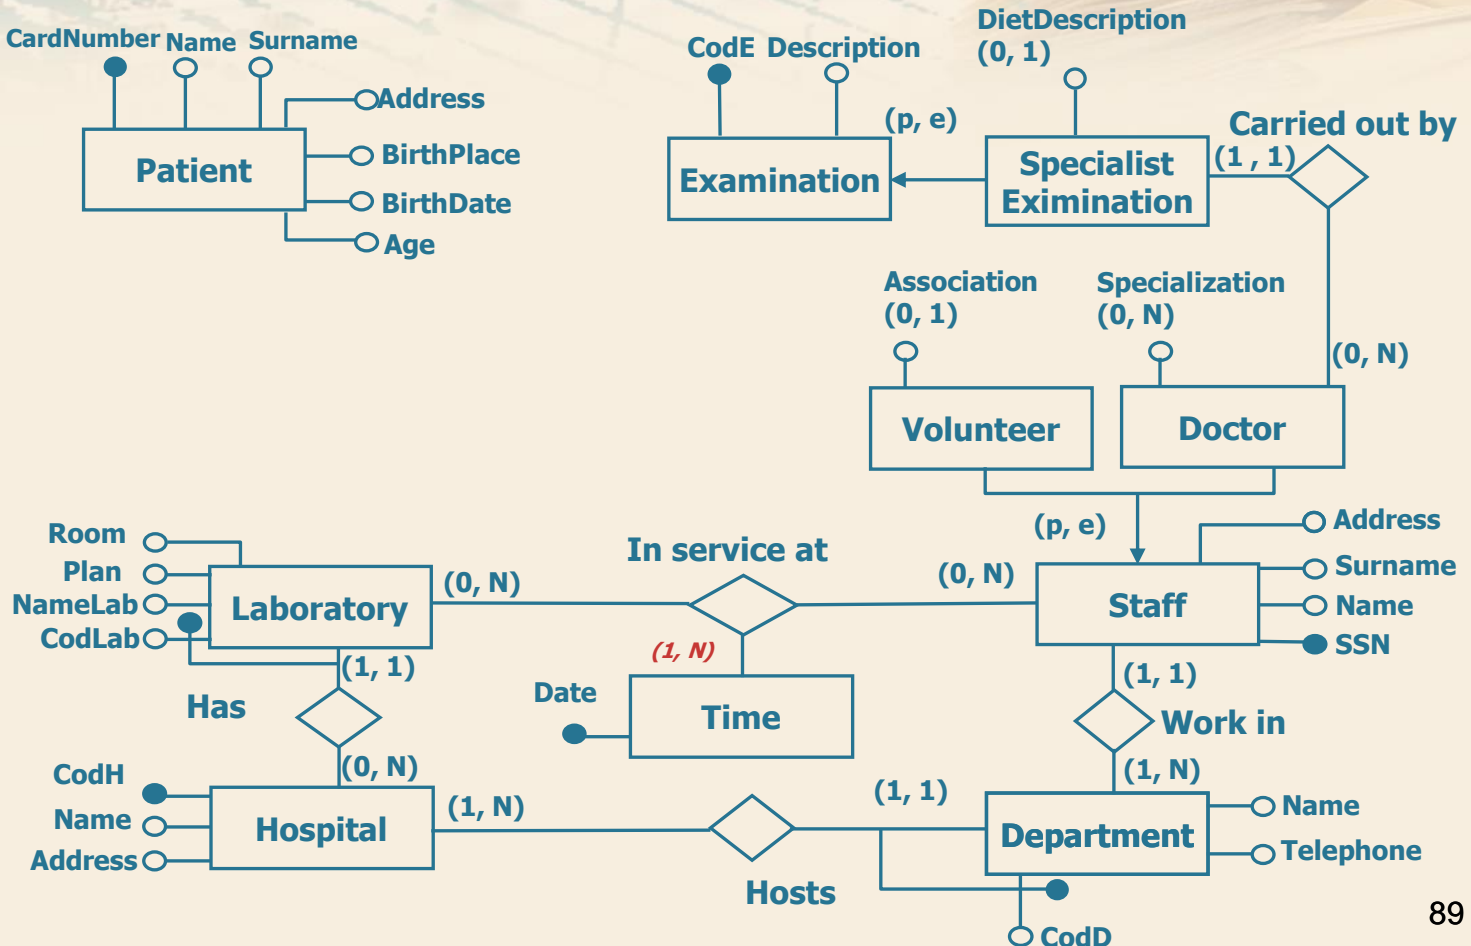 DietDescription
(0, 1)
CardNumber Name Surname
CodE Description
Address
(p, e)
Carried out by
Patient
BirthPlace
Examination
Specialist
Eximination
(1 , 1)
BirthDate
Age
Association
(0, 1)
Specialization
(0, N)
(0, N)
Volunteer
Doctor
Room
Plan
NameLab
CodLab
Laboratory
(0, N)
In service at
(0, N)
(p, e)
Staff
Address
Surname
Name
SSN
(1, 1)
(1, N)
(1, 1)
Has
Date
Time
Work in
(0, N)
(1, N)
CodH
Name
Address
Hospital
(1, N)
(1, 1)
Department
Name
Telephone
Hosts
CodD
89